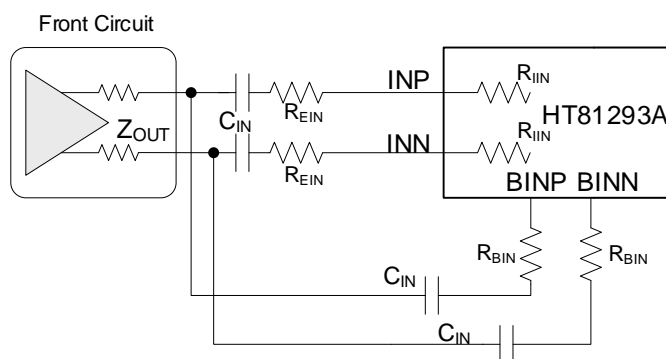 Front Circuit
INP
RIIN
HT81293A
REIN
CIN
ZOUT
RIIN
INN
REIN
BINP BINN
RBIN
RBIN
CIN
CIN